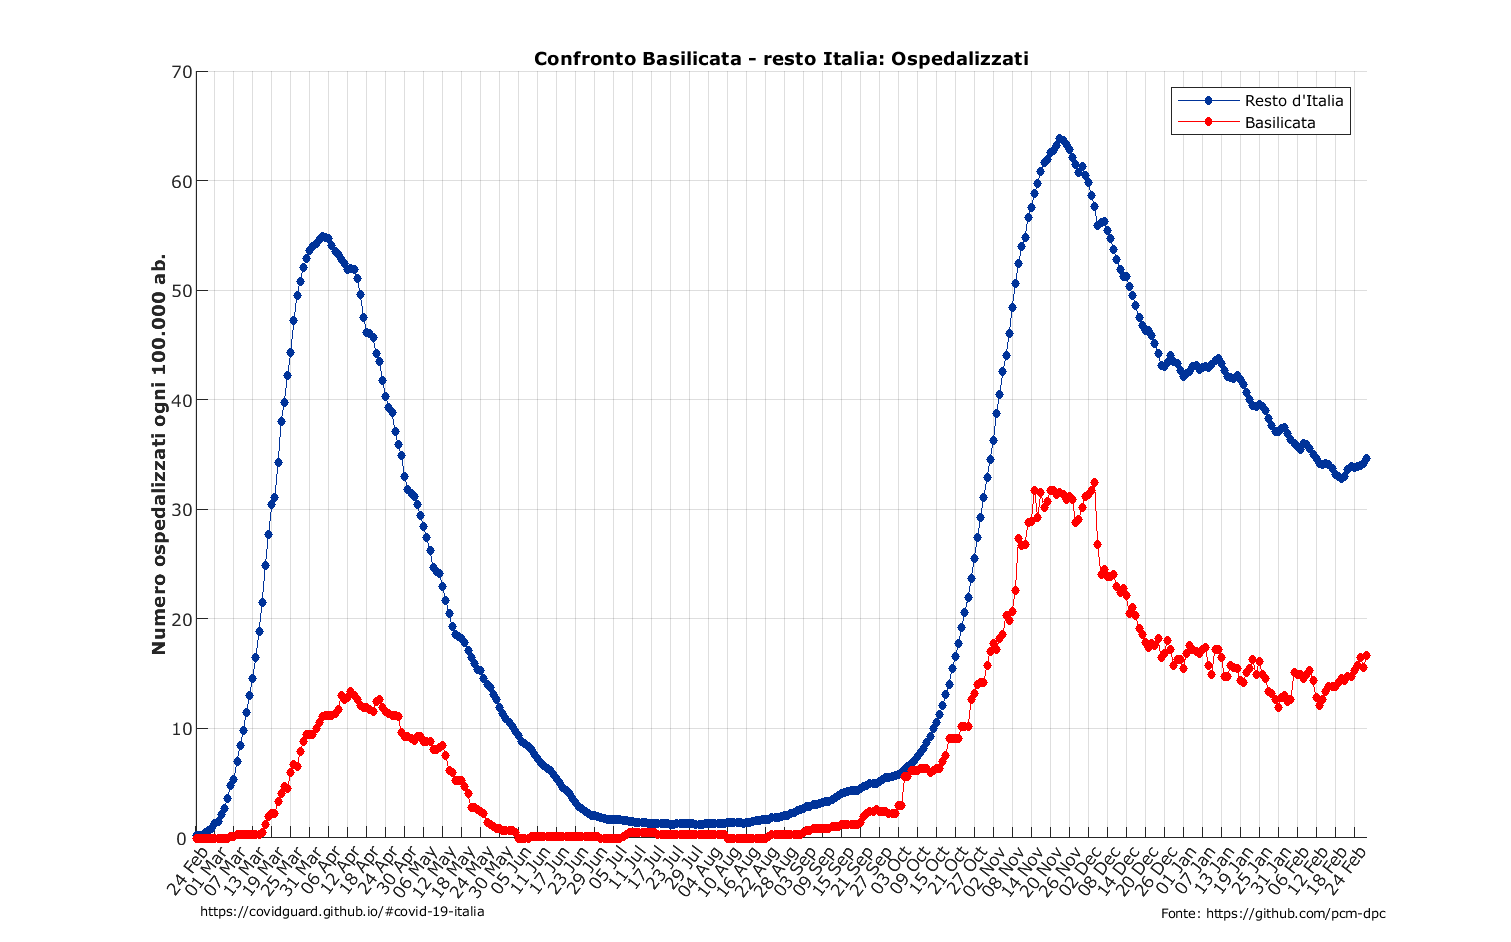 Confronto Basilicata - resto Italia: Ospedalizzati
Resto d'Italia
Basilicata
Numero ospedalizzati ogni 100.000 ab.
70
60
50
40
30
20
10
0
24 Feb
01 Mar
07 Mar
13 Mar
19 Mar
25 Mar
31 Mar
06 Apr
12 Apr
18 Apr
24 Apr
30 Apr
06 May
12 May
18 May
24 May
30 May
05 Jun
11 Jun
17 Jun
23 Jun
29 Jun
05 Jul
11 Jul
17 Jul
23 Jul
29 Jul
04 Aug
10 Aug
16 Aug
22 Aug
28 Aug
03 Sep
09 Sep
15 Sep
21 Sep
27 Sep
03 Oct
09 Oct
15 Oct
21 Oct
27 Oct
02 Nov
08 Nov
14 Nov
20 Nov
26 Nov
02 Dec
08 Dec
14 Dec
20 Dec
26 Dec
01 Jan
07 Jan
13 Jan
19 Jan
25 Jan
31 Jan
06 Feb
12 Feb
18 Feb
24 Feb
https://covidguard.github.io/#covid-19-italia
Fonte: https://github.com/pcm-dpc